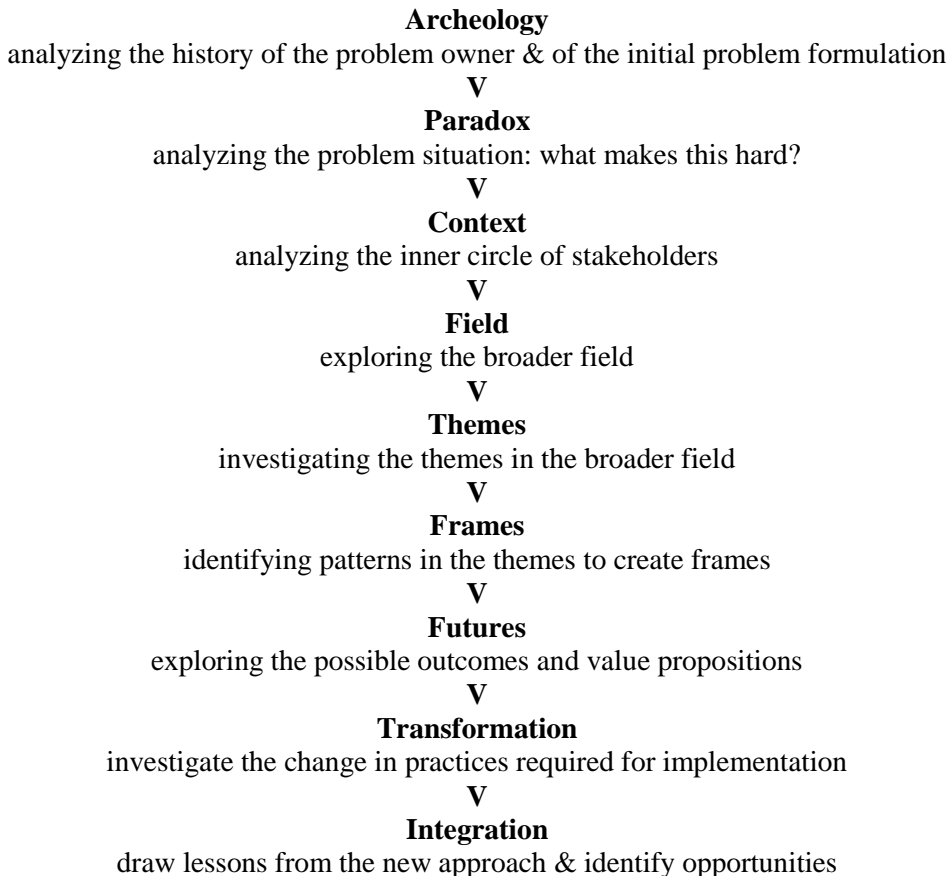 Archeology
analyzing the history of the problem owner & of the initial problem formulation
V
Paradox
analyzing the problem situation: what makes this hard?
V
Context
analyzing the inner circle of stakeholders
V
Field
exploring the broader field
V
Themes
investigating the themes in the broader field
V
Frames
identifying patterns in the themes to create frames
V
Futures
exploring the possible outcomes and value propositions
V
Transformation
investigate the change in practices required for implementation
V
Integration
draw lessons from the new approach & identify opportunities